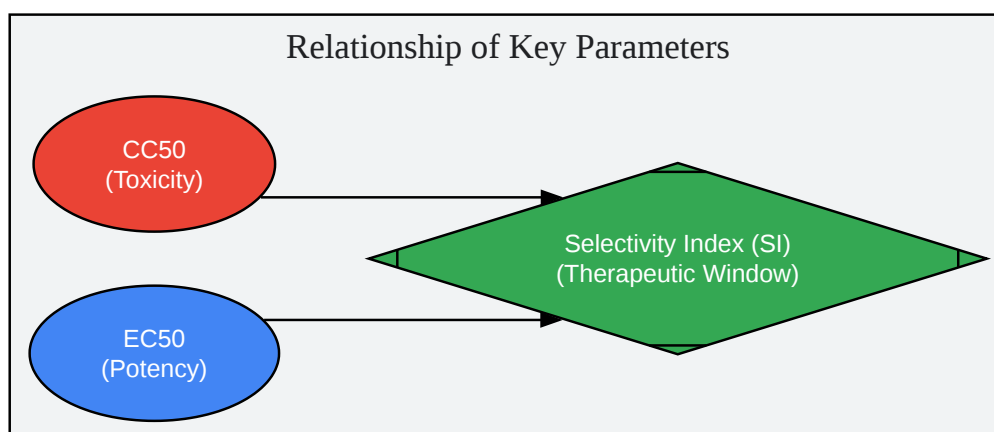 Relationship of Key Parameters
CC50
(Toxicity)
Selectivity Index (SI)
(Therapeutic Window)
EC50
(Potency)